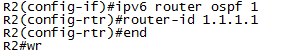 R2(config-if)#ipv6 router ospf 1
R2(config-rtr)#router-id 1.1.1.1
R2(config-rtr)#end
R2#wr